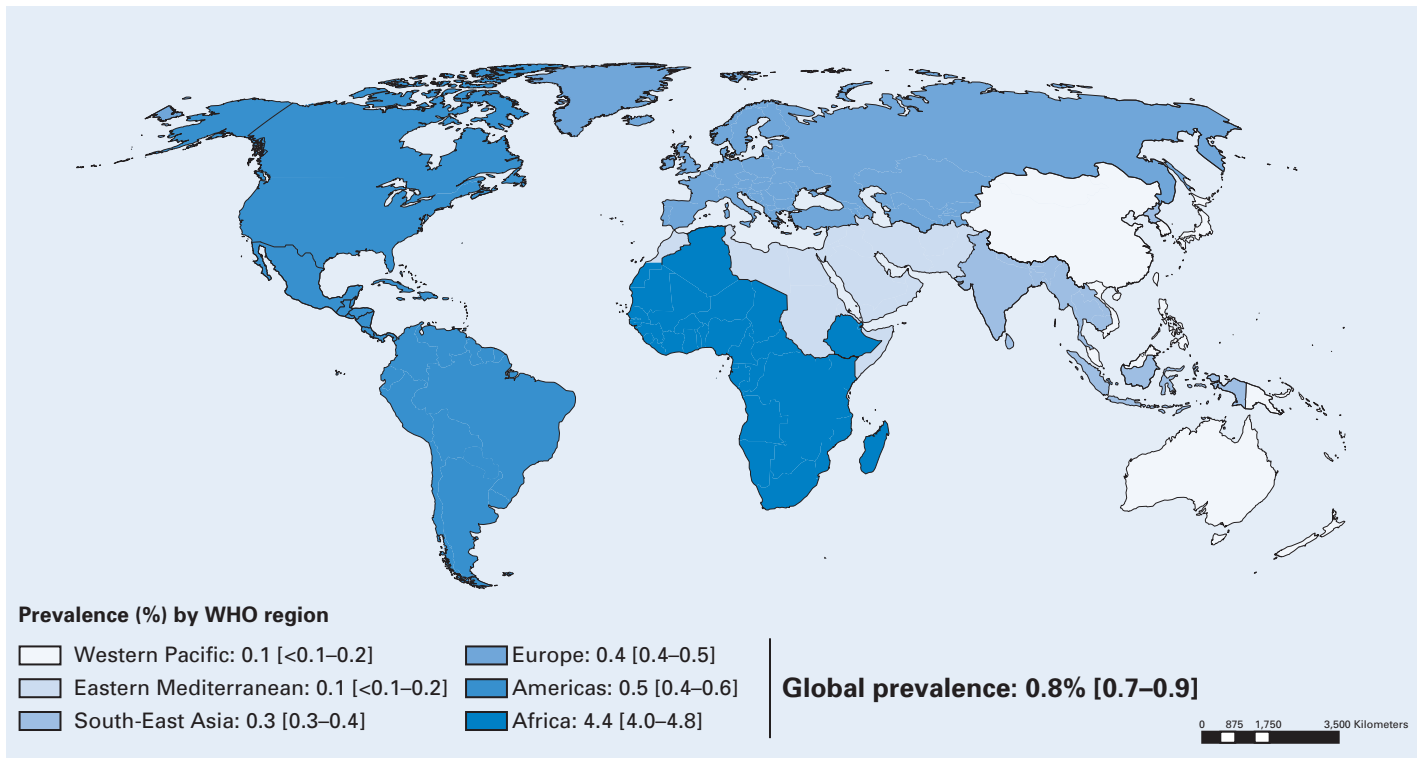 Prevalence (%) by WHO region
Western Pacific: 0.1 [<0.1–0.2]
Eastern Mediterranean: 0.1 [<0.1–0.2]
South-East Asia: 0.3 [0.3–0.4]
Europe: 0.4 [0.4–0.5]
Americas: 0.5 [0.4–0.6]
Africa: 4.4 [4.0–4.8]
Global prevalence: 0.8% [0.7–0.9]
0 875 1,750 3,500 Kilometers